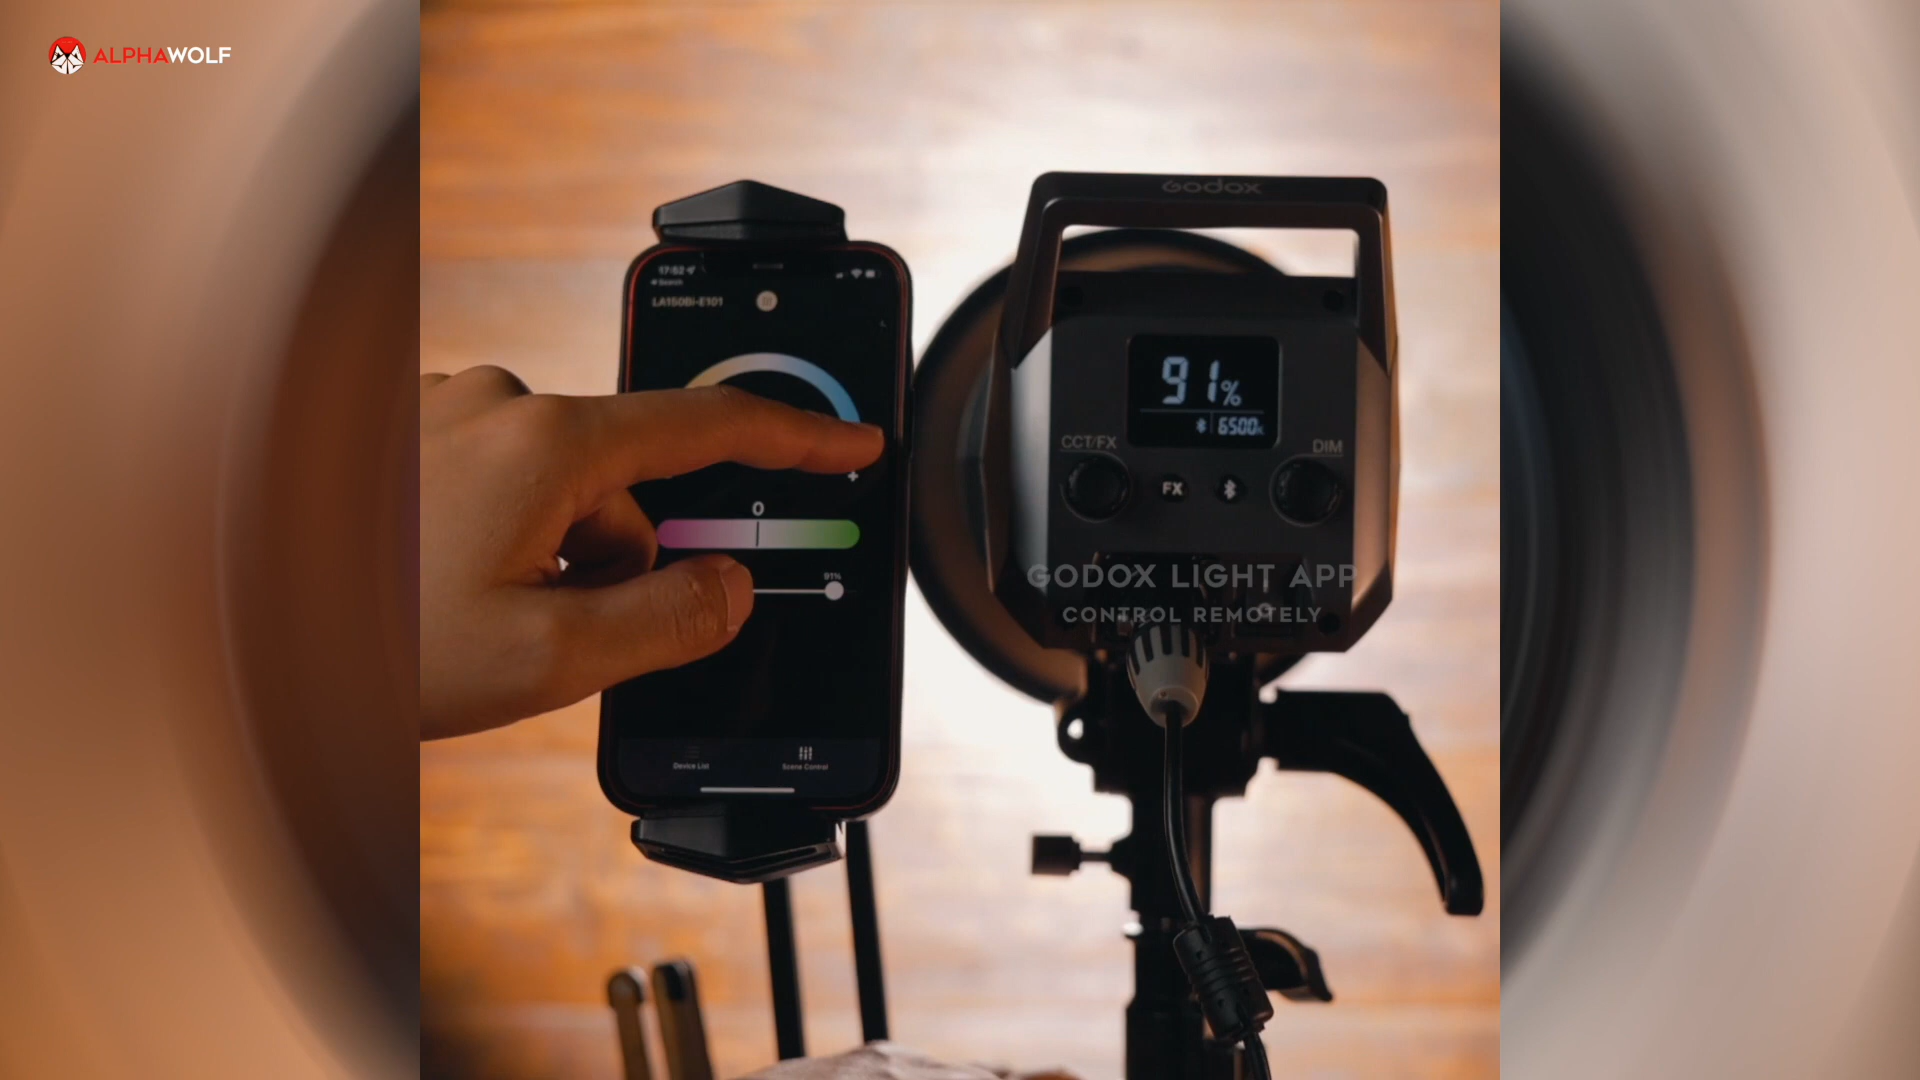 ALPHAWOLF
Godox
17:52
Search
LA150Bi-E101
91%
6500K
CCT/FX
DIM
FX
0
91%
GODOX LIGHT APP
CONTROL REMOTELY
Device List
Scene Control